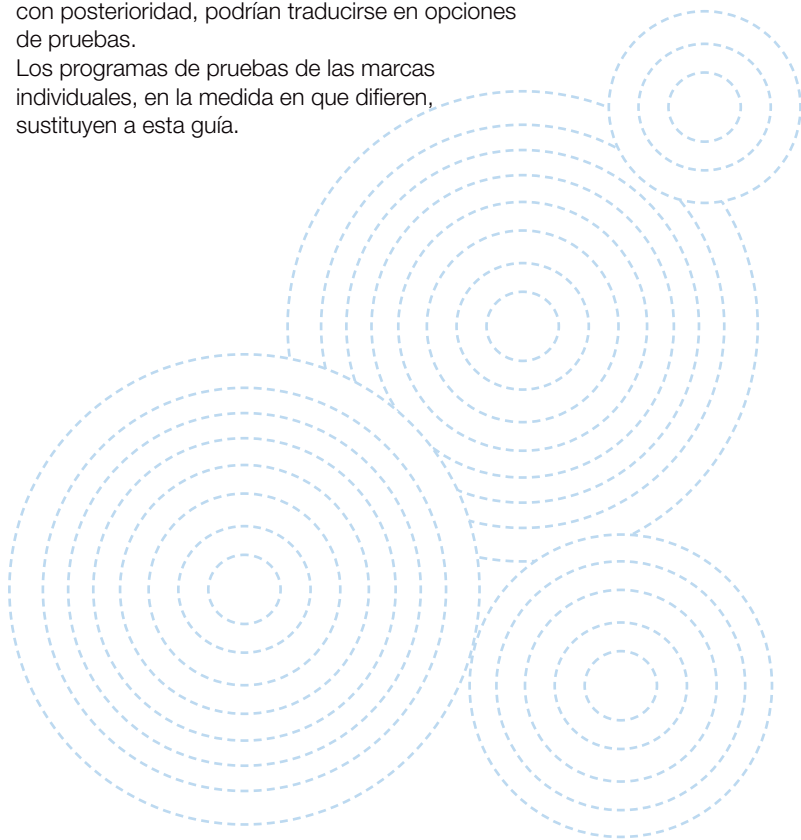 con posterioridad, podrían traducirse en opciones
de pruebas.
Los programas de pruebas de las marcas
individuales, en la medida en que difieren,
sustituyen a esta guía.